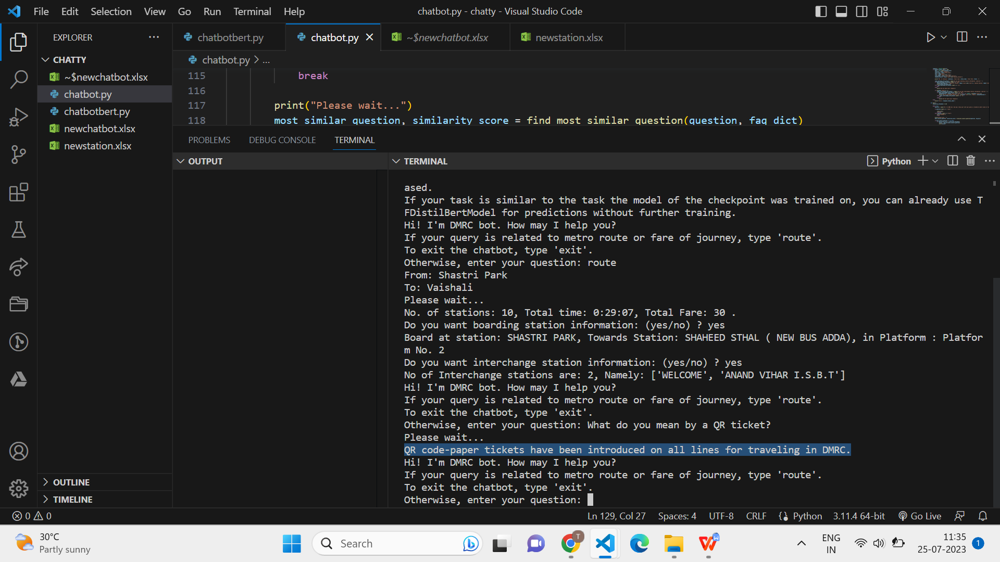 File Edit Selection View Go Run Terminal Help chatbot.py - chatty - Visual Studio Code
EXPLORER
CHATTY
~$newchatbot.xlsx
chatbot.py
chatbotbert.py
newchatbot.xlsx
newstation.xlsx
OUTLINE
TIMELINE
chatbotbert.py chatbot.py ~$newchatbot.xlsx newstation.xlsx
chatbot.py > ...
115 break
116
117 print("Please wait...")
118 most_similar_question, similarity_score = find_most_similar_question(question, faq_dict)
PROBLEMS DEBUG CONSOLE TERMINAL
OUTPUT
TERMINAL Python
ased.
If your task is similar to the task the model of the checkpoint was trained on, you can already use T
FDistilBertModel for predictions without further training.
Hi! I'm DMRC bot. How may I help you?
If your query is related to metro route or fare of journey, type 'route'.
To exit the chatbot, type 'exit'.
Otherwise, enter your question: route
From: Shastri Park
To: Vaishali
Please wait...
No. of stations: 10, Total time: 0:29:07, Total Fare: 30 .
Do you want boarding station information: (yes/no) ? yes
Board at station: SHASTRI PARK, Towards Station: SHAHEED STHAL ( NEW BUS ADDA), in Platform : Platfor
m No. 2
Do you want interchange station information: (yes/no) ? yes
No of Interchange stations are: 2, Namely: ['WELCOME', 'ANAND VIHAR I.S.B.T']
Hi! I'm DMRC bot. How may I help you?
If your query is related to metro route or fare of journey, type 'route'.
To exit the chatbot, type 'exit'.
Otherwise, enter your question: What do you mean by a QR ticket?
Please wait...
QR code-paper tickets have been introduced on all lines for traveling in DMRC.
Hi! I'm DMRC bot. How may I help you?
If your query is related to metro route or fare of journey, type 'route'.
To exit the chatbot, type 'exit'.
Otherwise, enter your question:
0 0 Ln 129, Col 27 Spaces: 4 UTF-8 CRLF Python 3.11.4 64-bit Go Live
30°C
Partly sunny
Search
T
W
ENG
IN
11:35
25-07-2023
1